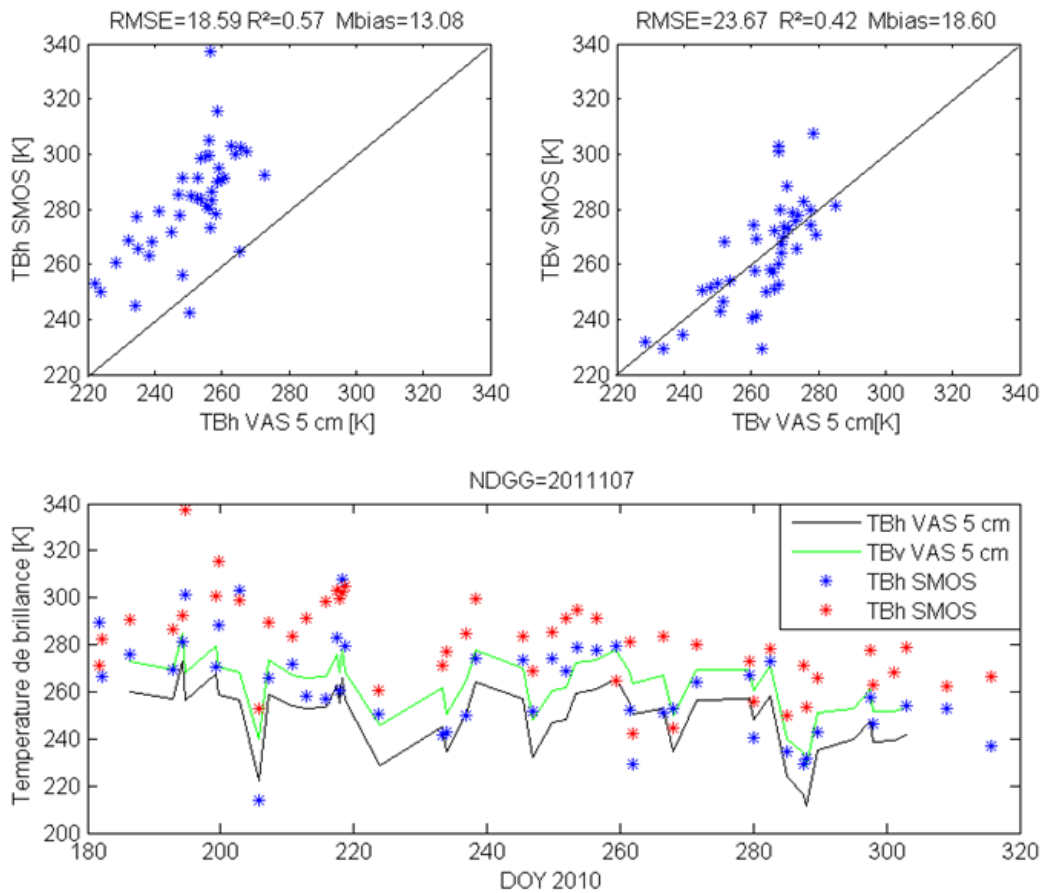 RMSE=18.59 R²=0.57 Mbias=13.08
340
320
300
280
260
240
220
TBh SMOS [K]
220 240 260 280 300 320 340
TBh VAS 5 cm [K]
RMSE=23.67 R²=0.42 Mbias=18.60
340
320
300
280
260
240
220
TBv SMOS [K]
220 240 260 280 300 320 340
TBv VAS 5 cm[K]
NDGG=2011107
340
320
300
280
260
240
220
200
Temperature de brillance [K]
TBh VAS 5 cm
TBv VAS 5 cm
TBh SMOS
TBh SMOS
180 200 220 240 260 280 300 320
DOY 2010